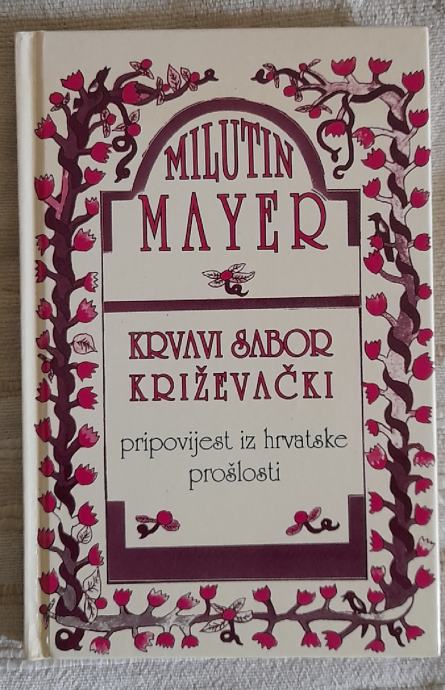 MILUTIN
MAYER
KRVAVI SABOR
KRIŽEVAČKI
pripovijest iz hrvatske
prošlosti